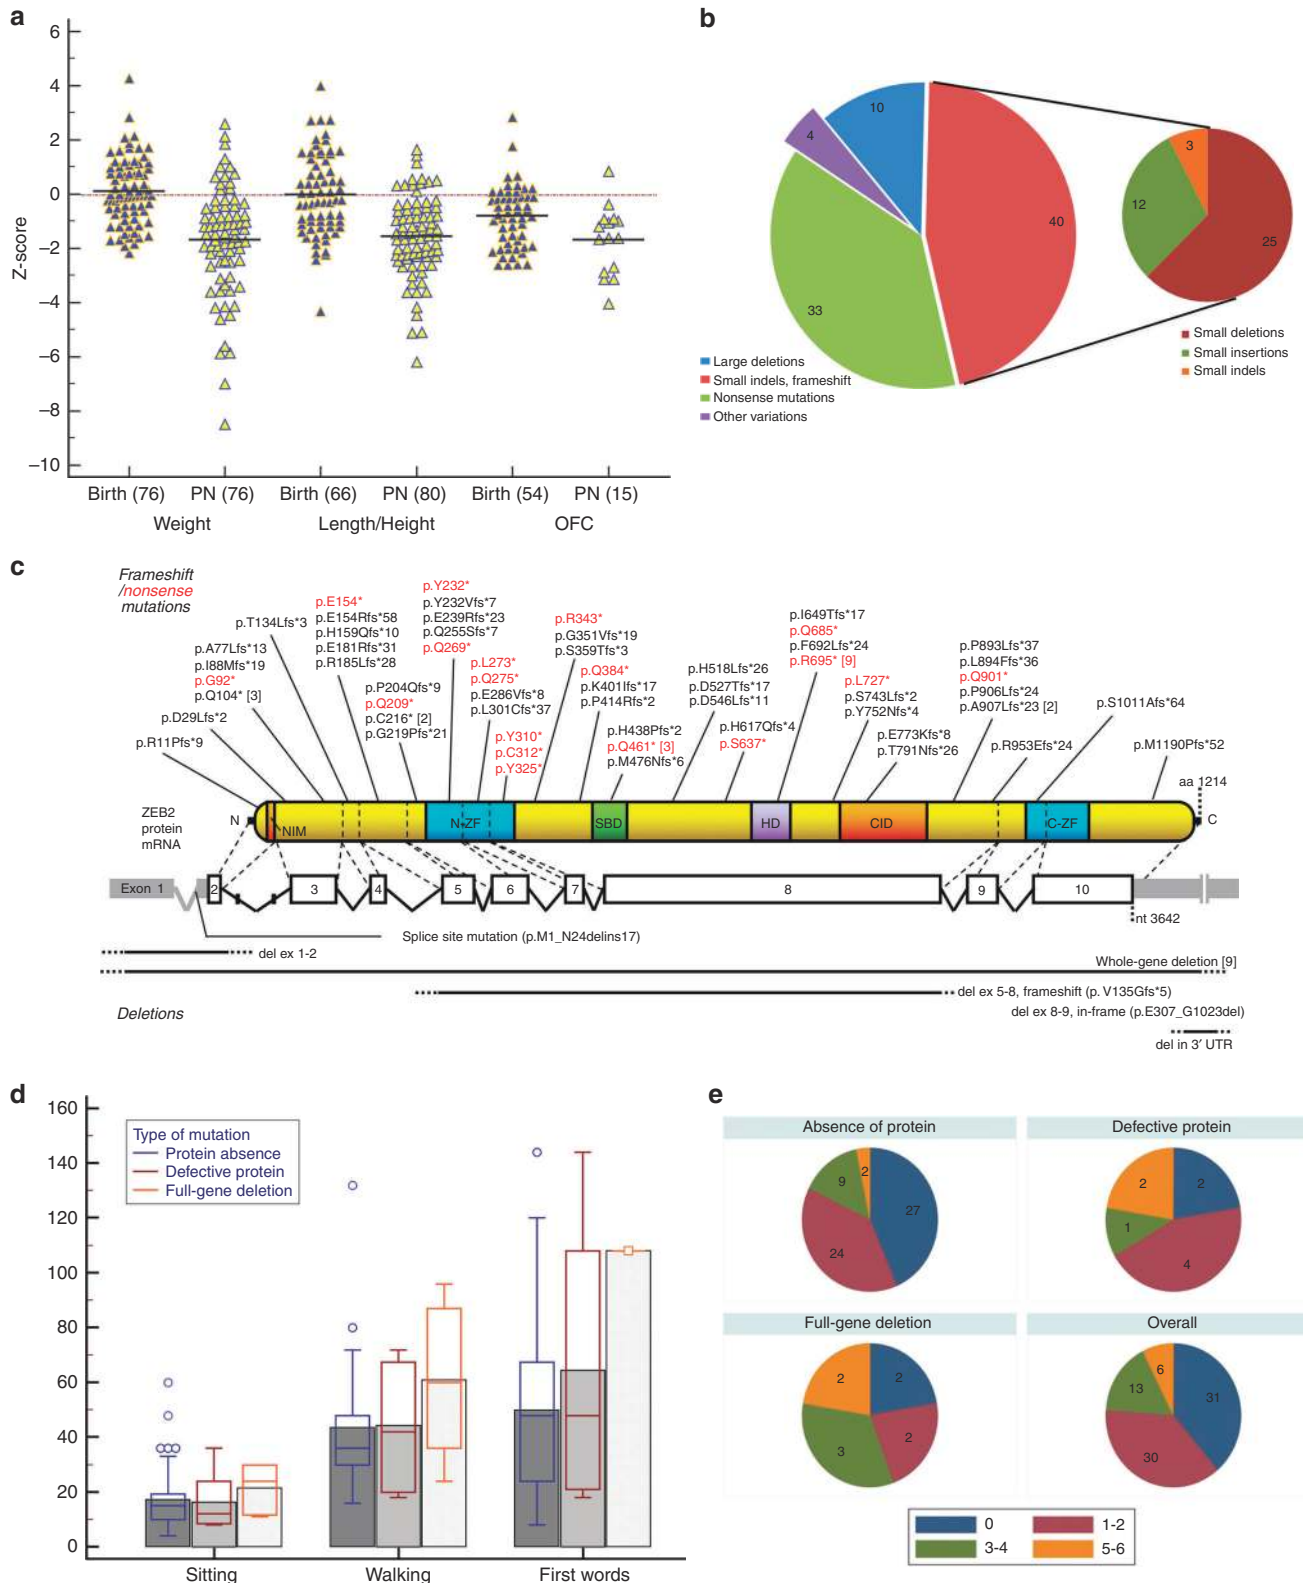 a
6
4
2
0
−2
−4
−6
−8
−10
Z-score
Birth (76)
PN (76)
Birth (66)
PN (80)
Birth (54)
PN (15)
Weight
Length/Height
OFC
b
10
4
40
33
3
12
25
Large deletions
Small indels, frameshift
Nonsense mutations
Other variations
Small deletions
Small insertions
Small indels
c
Frameshift
/nonsense
mutations
p.R11Pfs*9
p.D29Lfs*2
p.A77Lfs*13
p.I88Mfs*19
p.G92*
p.Q104* [3]
p.T134Lfs*3
p.E154*
p.E154Rfs*58
p.H159Qfs*10
p.E181Rfs*31
p.R185Lfs*28
p.P204Qfs*9
p.Q209*
p.C216* [2]
p.G219Pfs*21
p.Y232*
p.Y232Vfs*7
p.E239Rfs*23
p.Q255Sfs*7
p.Q269*
p.L273*
p.Q275*
p.E286Vfs*8
p.L301Cfs*37
p.Y310*
p.C312*
p.Y325*
p.R343*
p.G351Vfs*19
p.S359Tfs*3
p.Q384*
p.K401Ifs*17
p.P414Rfs*2
p.H438Pfs*2
p.Q461* [3]
p.M476Nfs*6
p.H518Lfs*26
p.D527Tfs*17
p.D546Lfs*11
p.H617Qfs*4
p.S637*
p.I649Tfs*17
p.Q685*
p.F692Lfs*24
p.R695* [9]
p.L727*
p.S743Lfs*2
p.Y752Nfs*4
p.E773Kfs*8
p.T791Nfs*26
p.P893Lfs*37
p.L894Ffs*36
p.Q901*
p.P906Lfs*24
p.A907Lfs*23 [2]
p.R953Efs*24
p.S1011Afs*64
p.M1190Pfs*52
aa 1214
ZEB2
protein
mRNA
N
NIM
N-ZF
SBD
HD
CID
C-ZF
C
Exon 1
2
3
4
5
6
7
8
9
10
nt 3642
Splice site mutation (p.M1_N24delins17)
del ex 1-2
Whole-gene deletion [9]
del ex 5-8, frameshift (p. V135Gfs*5)
del ex 8-9, in-frame (p.E307_G1023del)
del in 3′ UTR
Deletions
d
160
140
120
100
80
60
40
20
0
Type of mutation
Protein absence
Defective protein
Full-gene deletion
Sitting
Walking
First words
e
Absence of protein
2
9
27
24
Defective protein
2
2
1
4
Full-gene deletion
2
2
3
2
Overall
6
13
31
30
0
1-2
3-4
5-6